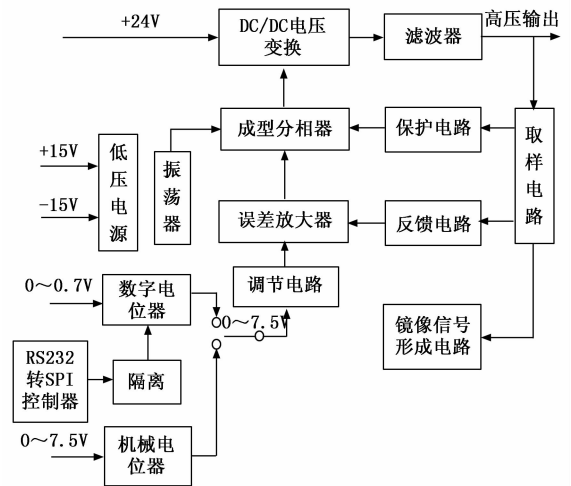 +24V
DC/DC电压
变换
滤波器
高压输出
成型分相器
保护电路
取
样
电
路
+15V
-15V
低
压
电
源
振
荡
器
误差放大器
反馈电路
调节电路
0～0.7V
数字电
位器
0～7.5V
镜像信号
形成电路
RS232
转SPI
控制器
隔离
0～7.5V
机械电
位器